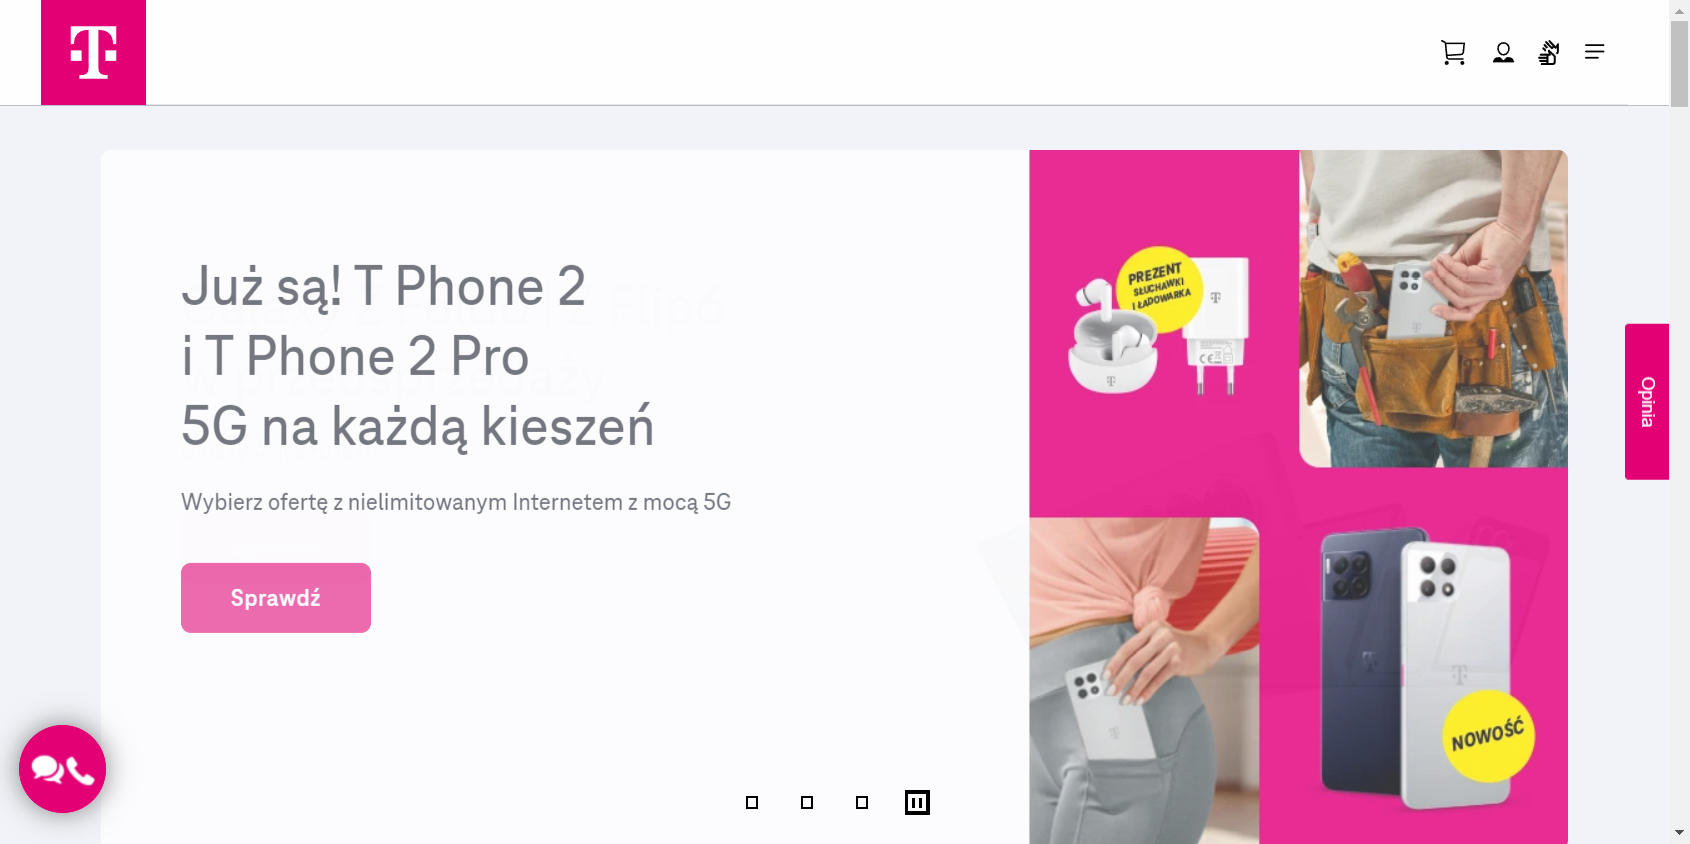 Już są! T Phone 2
i T Phone 2 Pro
5G na każdą kieszeń
Wybierz ofertę z nielimitowanym Internetem z mocą 5G
Sprawdź
PREZENT
SŁUCHAWKI
I ŁADOWARKA
NOWOŚĆ
Opinia